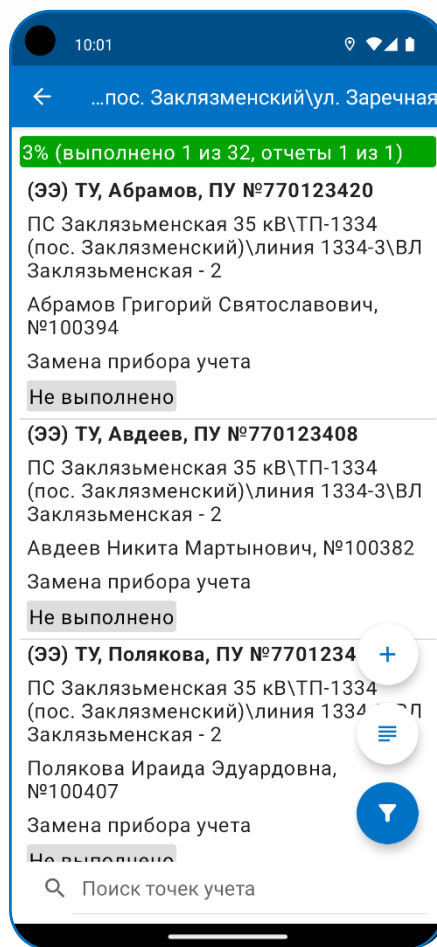 10:01
...пос. Заклязменский\ул. Заречная
3% (выполнено 1 из 32, отчеты 1 из 1)
(ЭЭ) ТУ, Абрамов, ПУ №770123420
ПС Заклязьменская 35 кВ\ТП-1334
(пос. Заклязменский)\линия 1334-3\ВЛ
Заклязьменская - 2
Абрамов Григорий Святославович,
№100394
Замена прибора учета
Не выполнено
(ЭЭ) ТУ, Авдеев, ПУ №770123408
ПС Заклязьменская 35 кВ\ТП-1334
(пос. Заклязменский)\линия 1334-3\ВЛ
Заклязьменская - 2
Авдеев Никита Мартынович, №100382
Замена прибора учета
Не выполнено
(ЭЭ) ТУ, Полякова, ПУ №7701234
ПС Заклязьменская 35 кВ\ТП-1334
(пос. Заклязменский)\линия 1334 ВЛ
Заклязьменская - 2
Полякова Ираида Эдуардовна,
№100407
Замена прибора учета
Не выполнено
Поиск точек учета